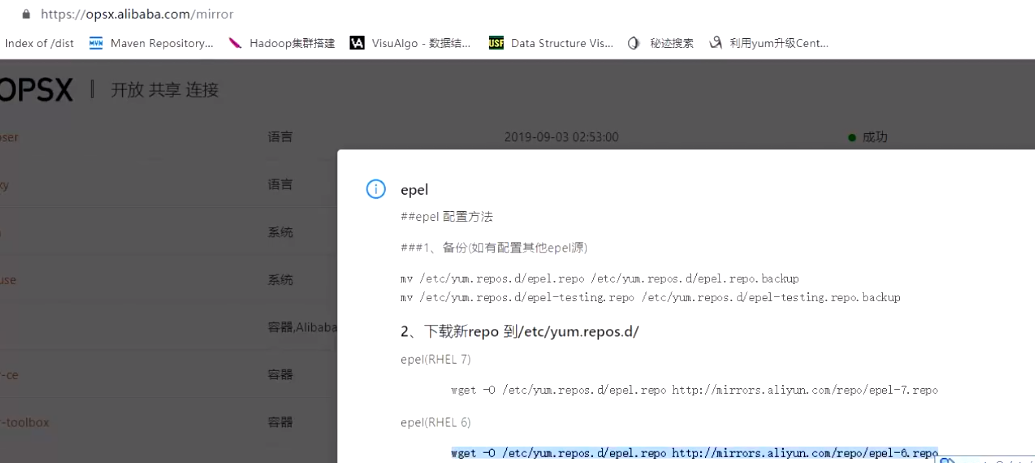 https://opsx.alibaba.com/mirror
Index of /dist Maven Repository... Hadoop集群搭建 VisuAlgo - 数据结... Data Structure Vis... 秘迹搜索 利用yum升级Cent...
OPSX | 开放 共享 连接
语言 2019-09-03 02:53:00 成功
语言
系统
系统
容器,Alibaba
-ce 容器
-toolbox 容器
epel
##epel 配置方法
###1、备份(如有配置其他epel源)
mv /etc/yum.repos.d/epel.repo /etc/yum.repos.d/epel.repo.backup
mv /etc/yum.repos.d/epel-testing.repo /etc/yum.repos.d/epel-testing.repo.backup
2、下载新repo 到/etc/yum.repos.d/
epel(RHEL 7)
wget -O /etc/yum.repos.d/epel.repo http://mirrors.aliyun.com/repo/epel-7.repo
epel(RHEL 6)
wget -O /etc/yum.repos.d/epel.repo http://mirrors.aliyun.com/repo/epel-6.repo